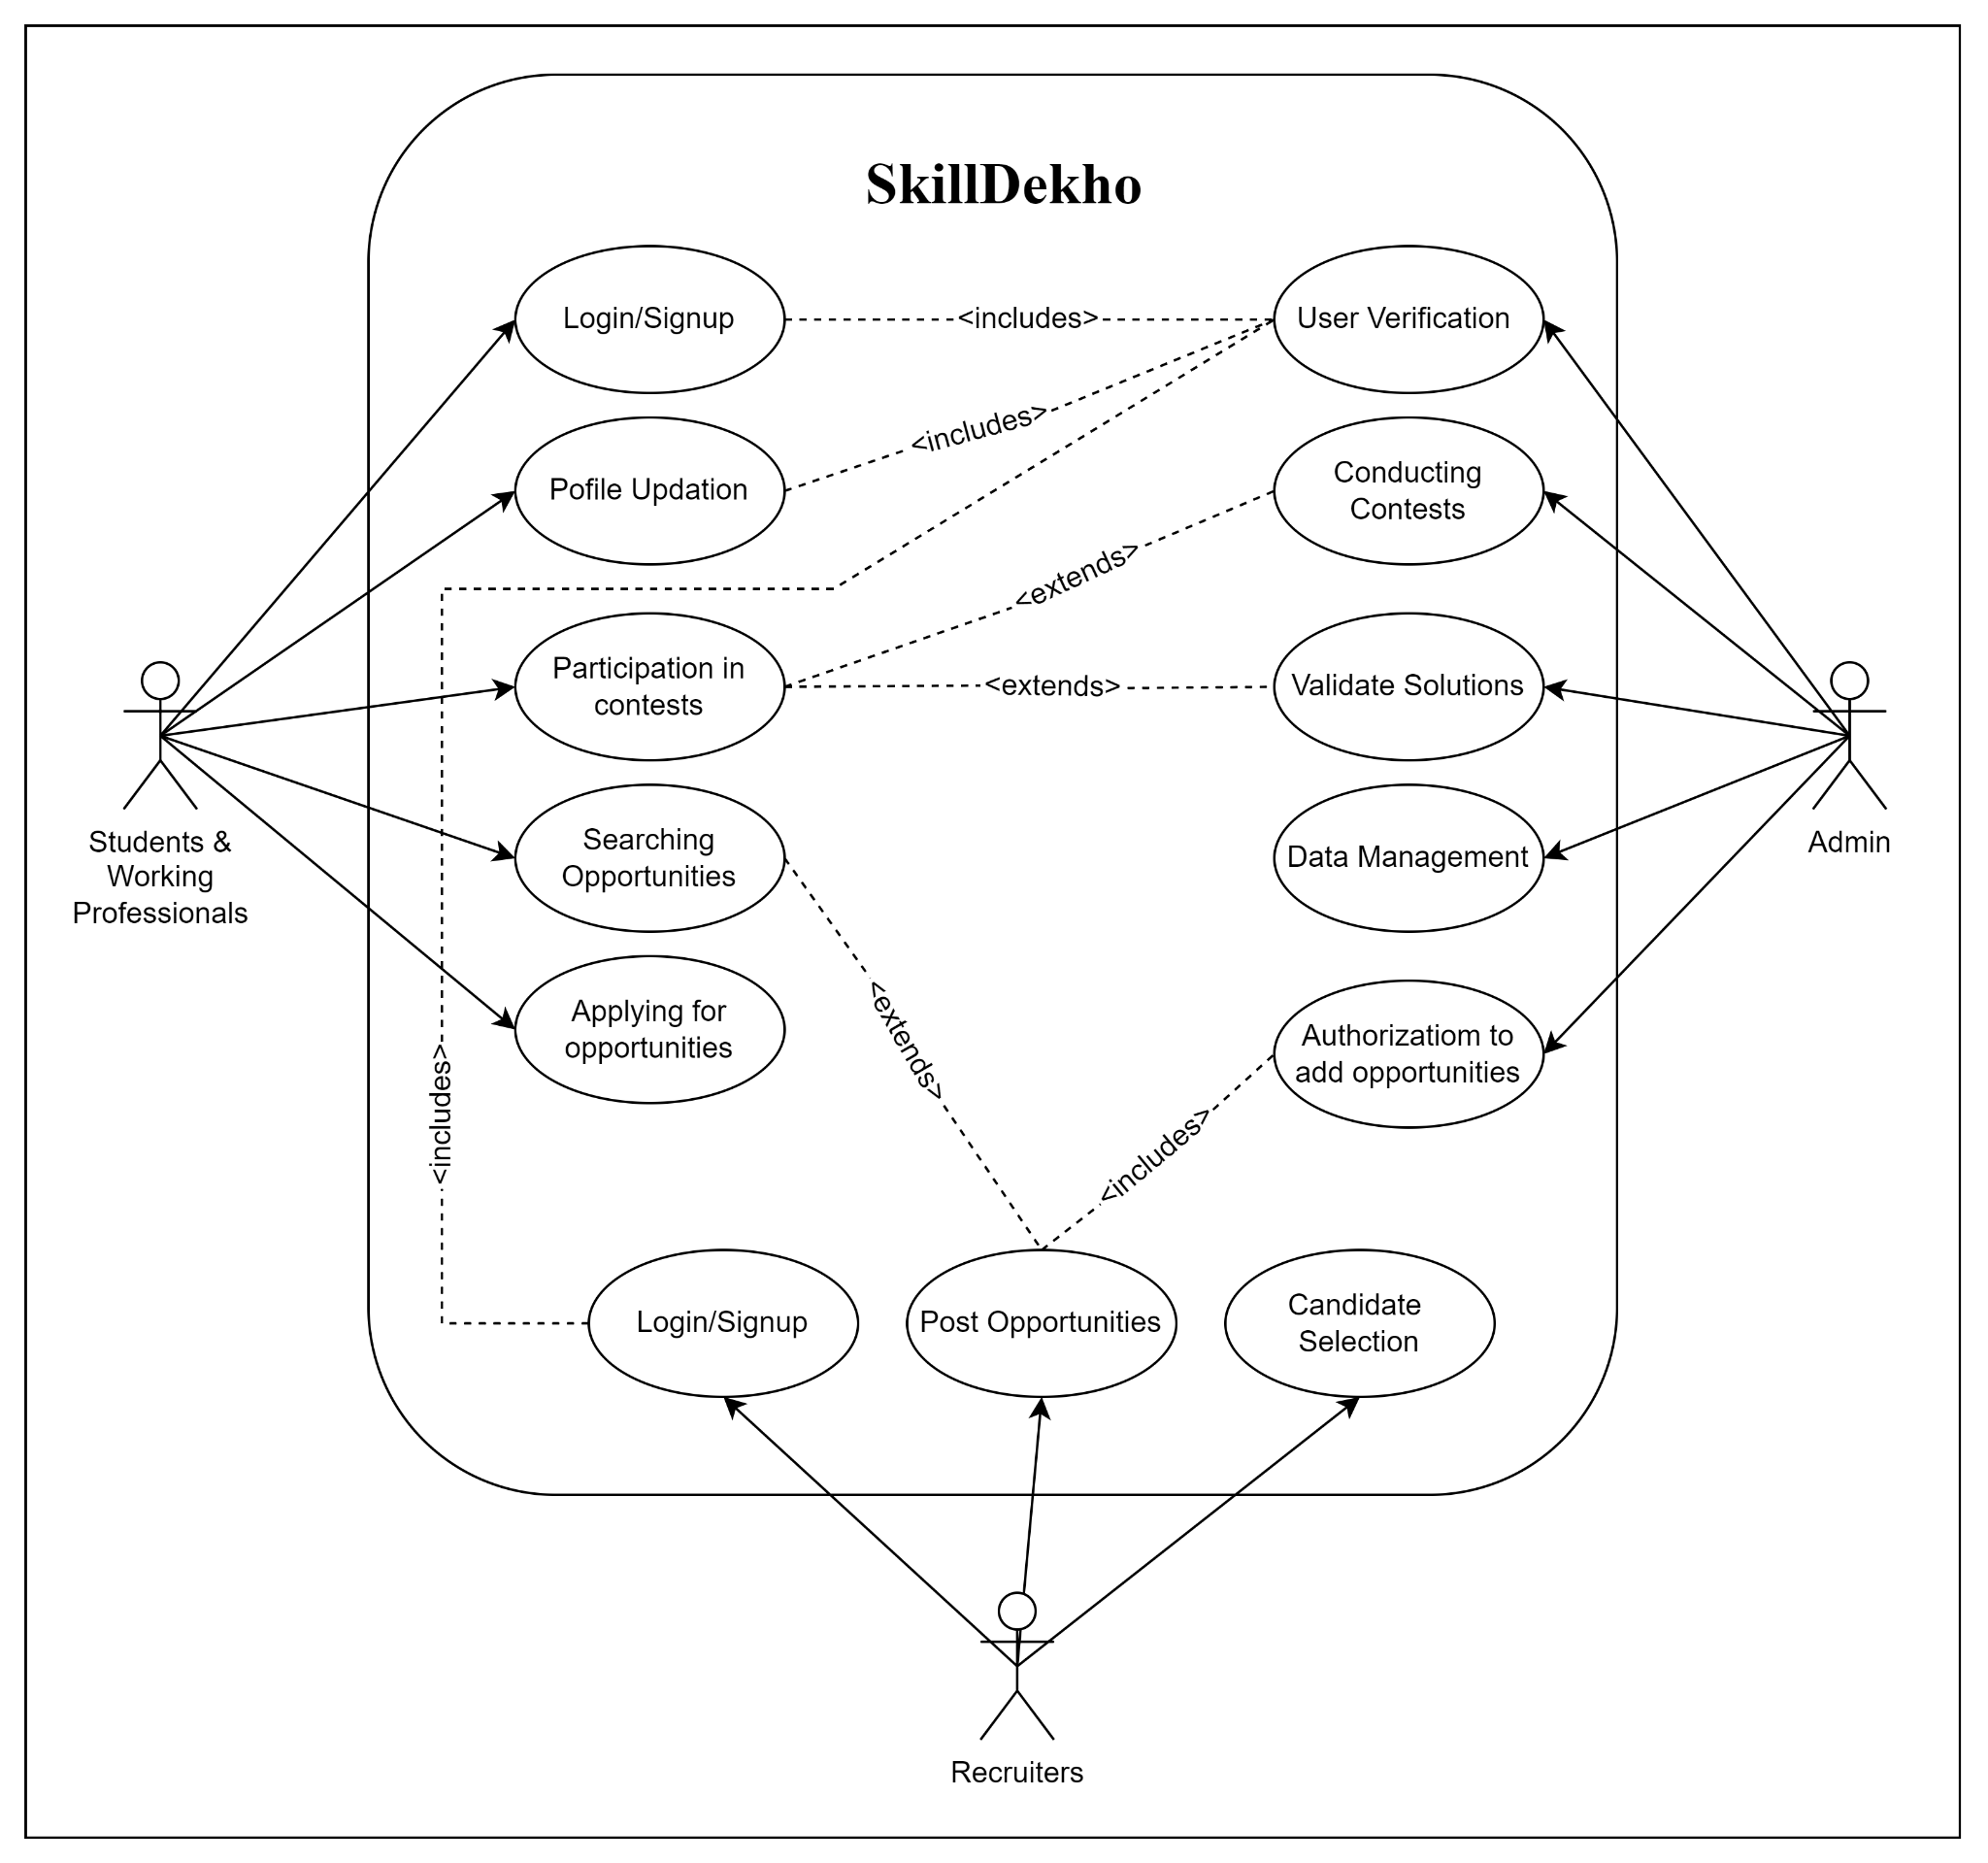 SkillDekho
Login/Signup
<includes>
User Verification
Pofile Updation
<includes>
Conducting
Contests
<extends>
Participation in
contests
<extends>
Validate Solutions
Students &
Working
Professionals
Searching
Opportunities
Data Management
Admin
Applying for
opportunities
<extends>
Authorizatiom to
add opportunities
<includes>
<includes>
Login/Signup
Post Opportunities
Candidate
Selection
Recruiters